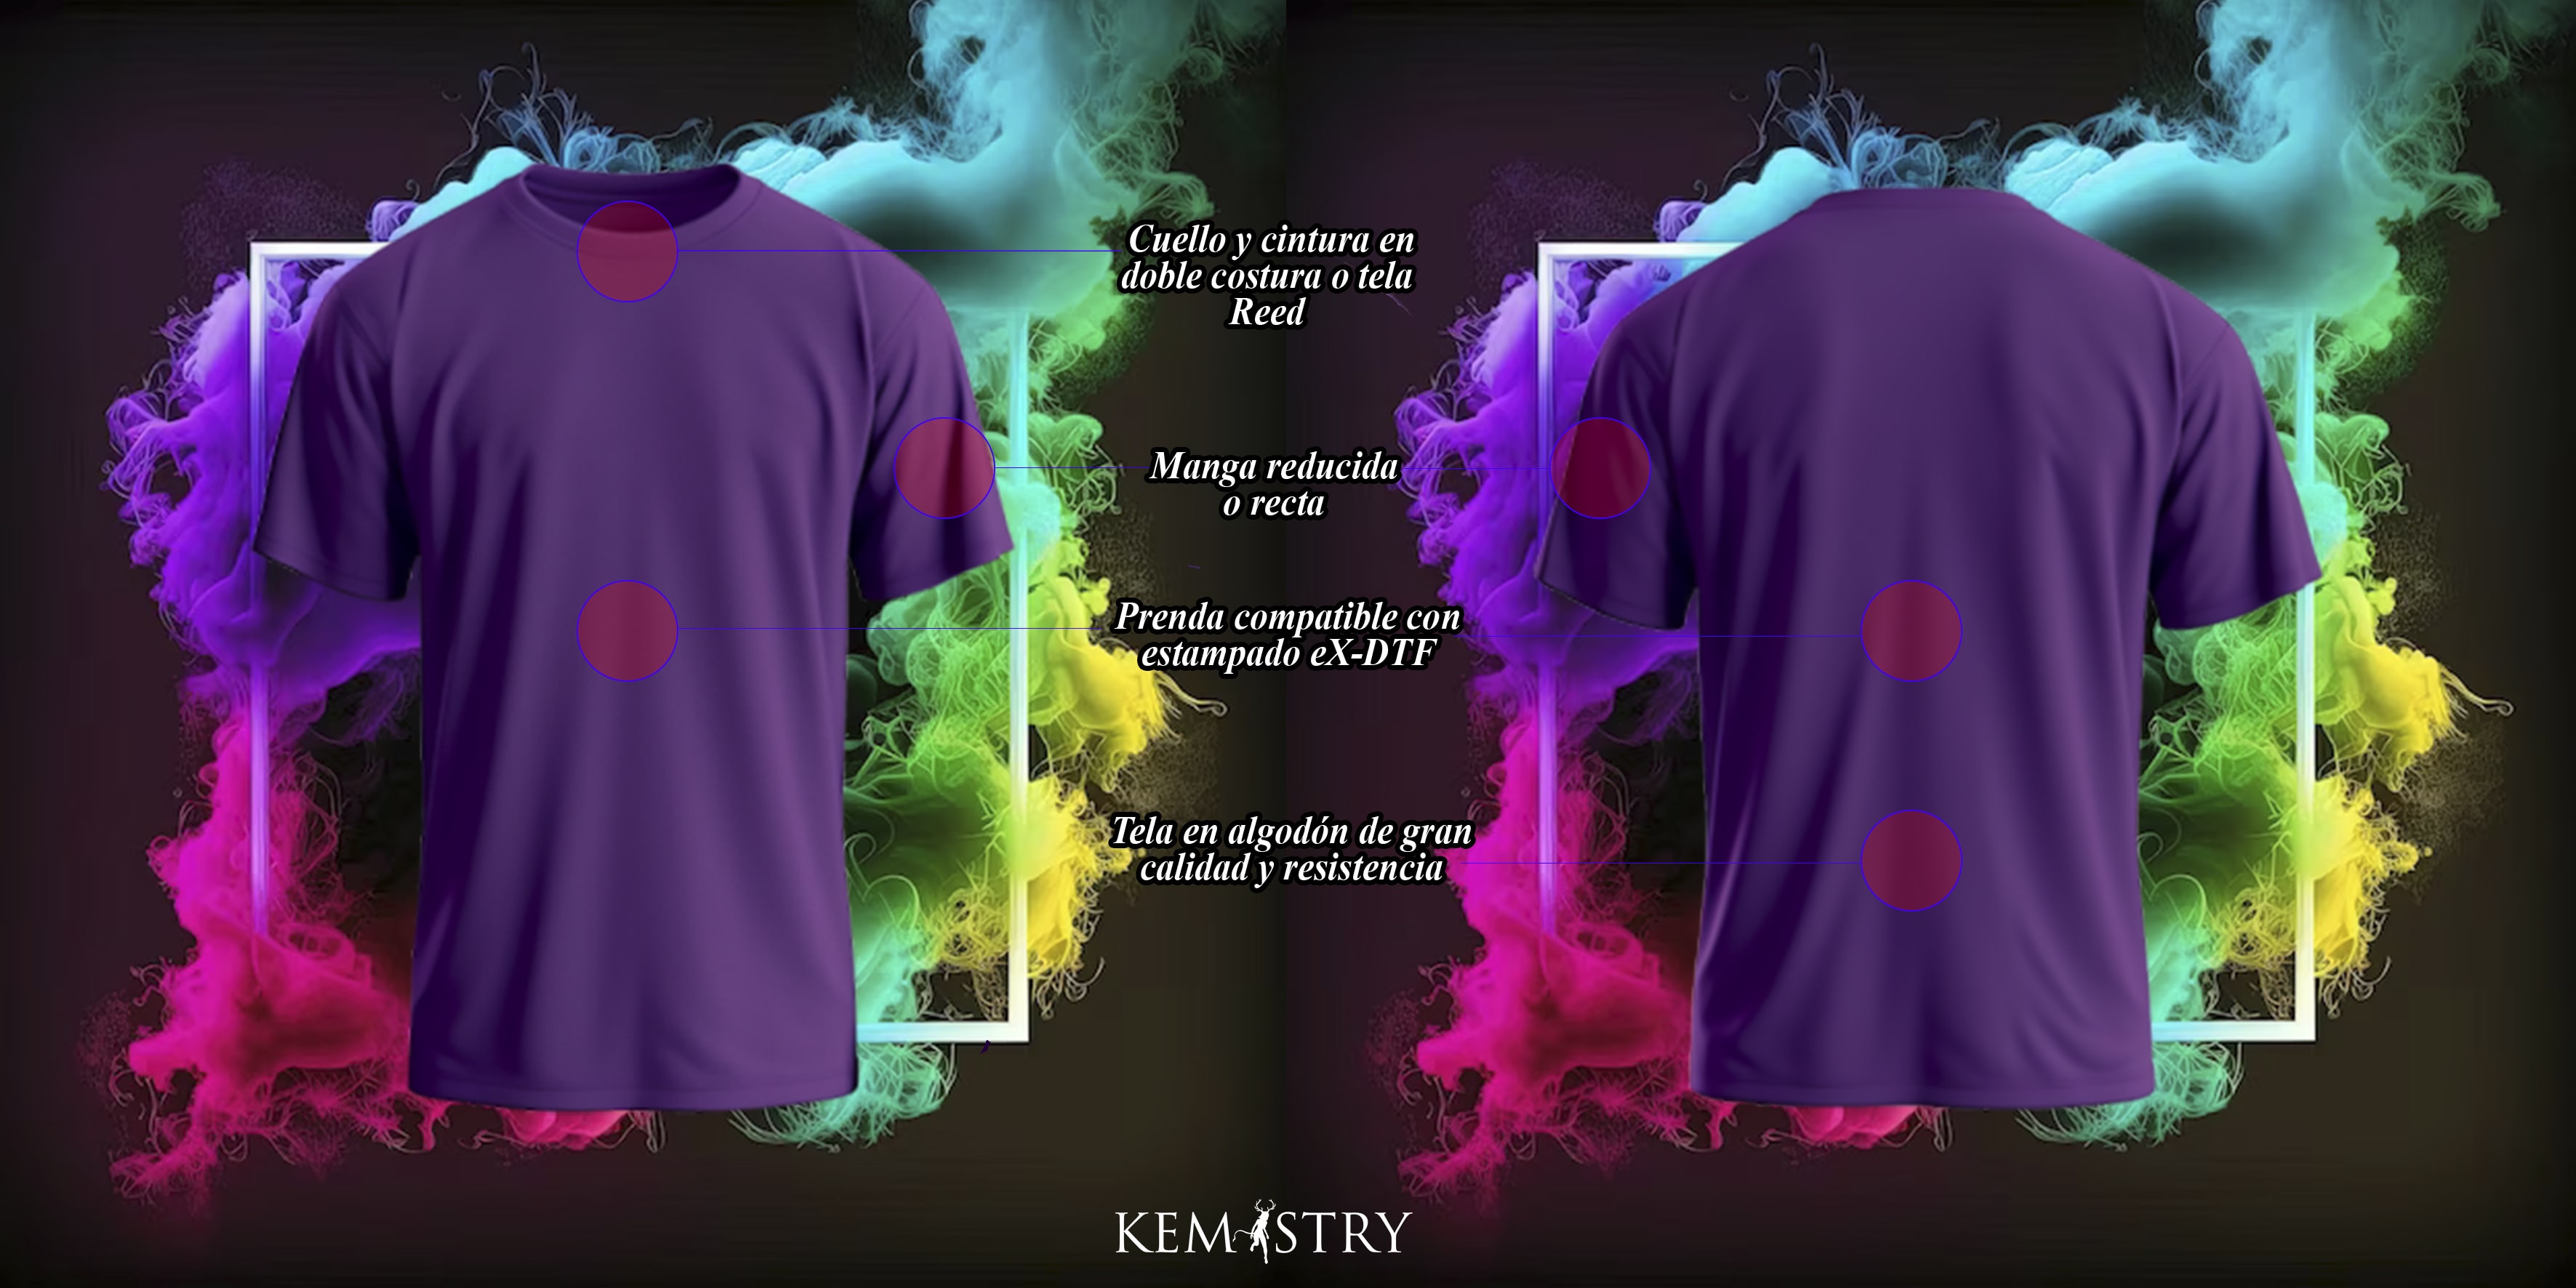 Cuello y cintura en
doble costura o tela
Reed
Manga reducida
o recta
Prenda compatible con
estampado eX-DTF
Tela en algodón de gran
calidad y resistencia
KEMISTRY